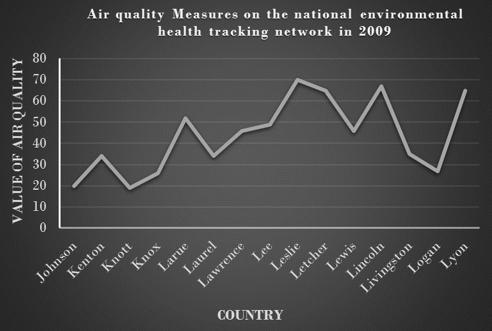 Air quality Measures on the national environmental
health tracking network in 2009
VALUE OF AIR QUALITY
80
70
60
50
40
30
20
10
0
Johnson
Kenton
Knott
Knox
Larue
Laurel
Lawrence
Lee
Leslie
Letcher
Lewis
Lincoln
Livingston
Logan
Lyon
COUNTRY